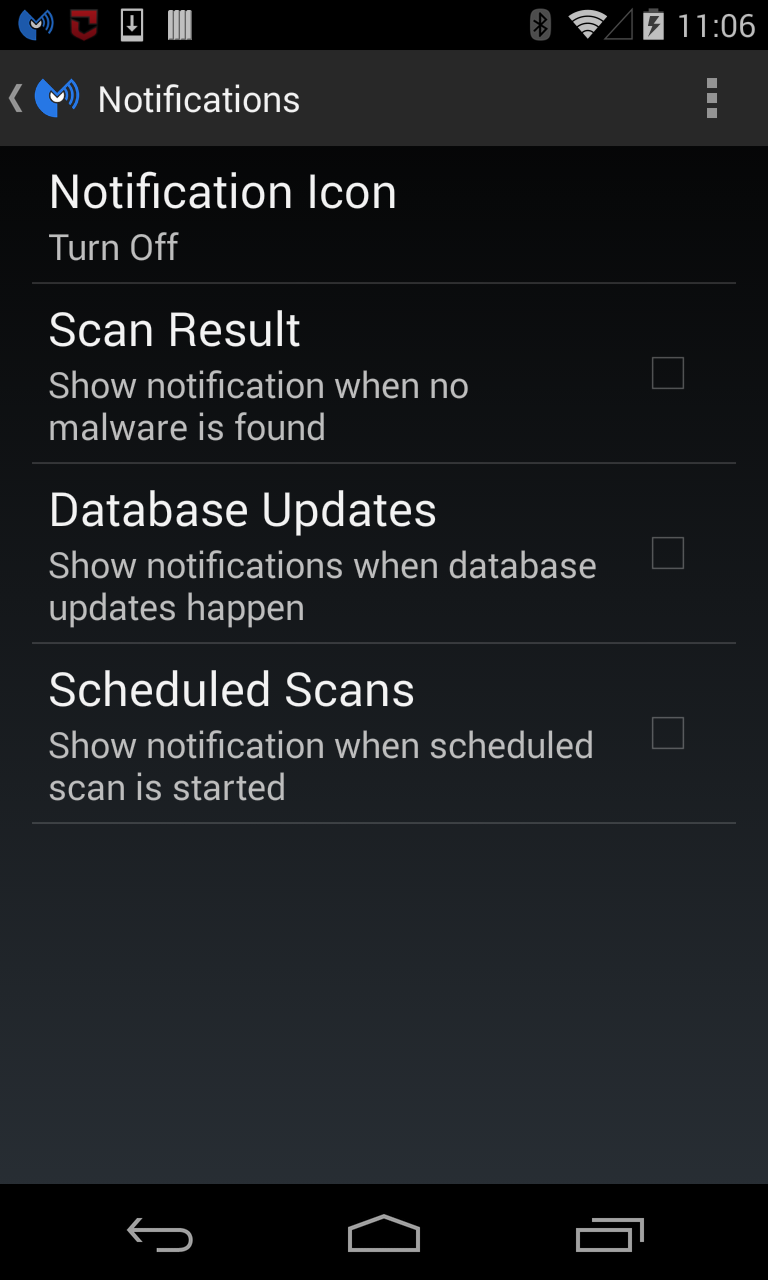 11:06
Notifications
Notification Icon
Turn Off
Scan Result
Show notification when no
malware is found
Database Updates
Show notifications when database
updates happen
Scheduled Scans
Show notification when scheduled
scan is started